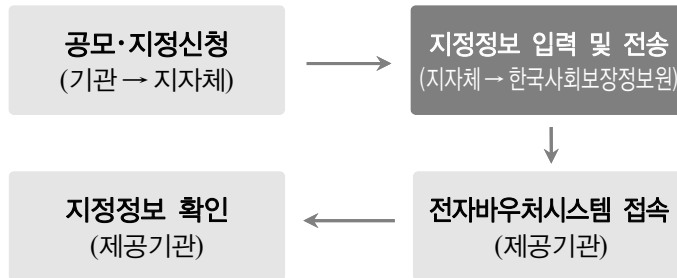 공모·지정신청
(기관 → 지자체)
지정정보 입력 및 전송
(지자체 → 한국사회보장정보원)
전자바우처시스템 접속
(제공기관)
지정정보 확인
(제공기관)